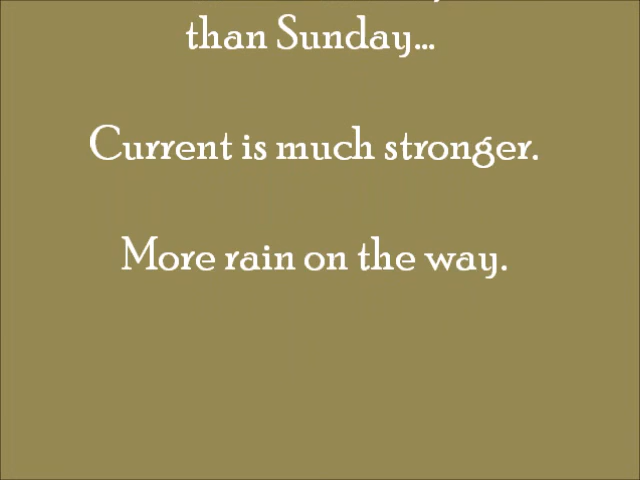 than Sunday...
Current is much stronger.
More rain on the way.